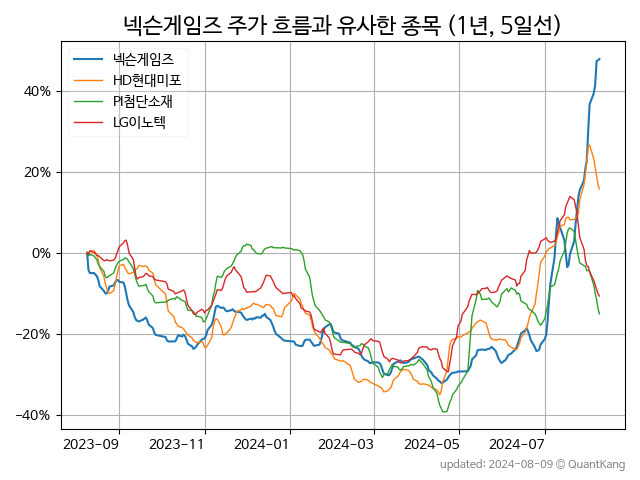 넥슨게임즈 주가 흐름과 유사한 종목 (1년, 5일선)
넥슨게임즈
HD현대미포
PI첨단소재
LG이노텍
40%
20%
0%
−20%
−40%
2023-09 2023-11 2024-01 2024-03 2024-05 2024-07
updated: 2024-08-09 © QuantKang